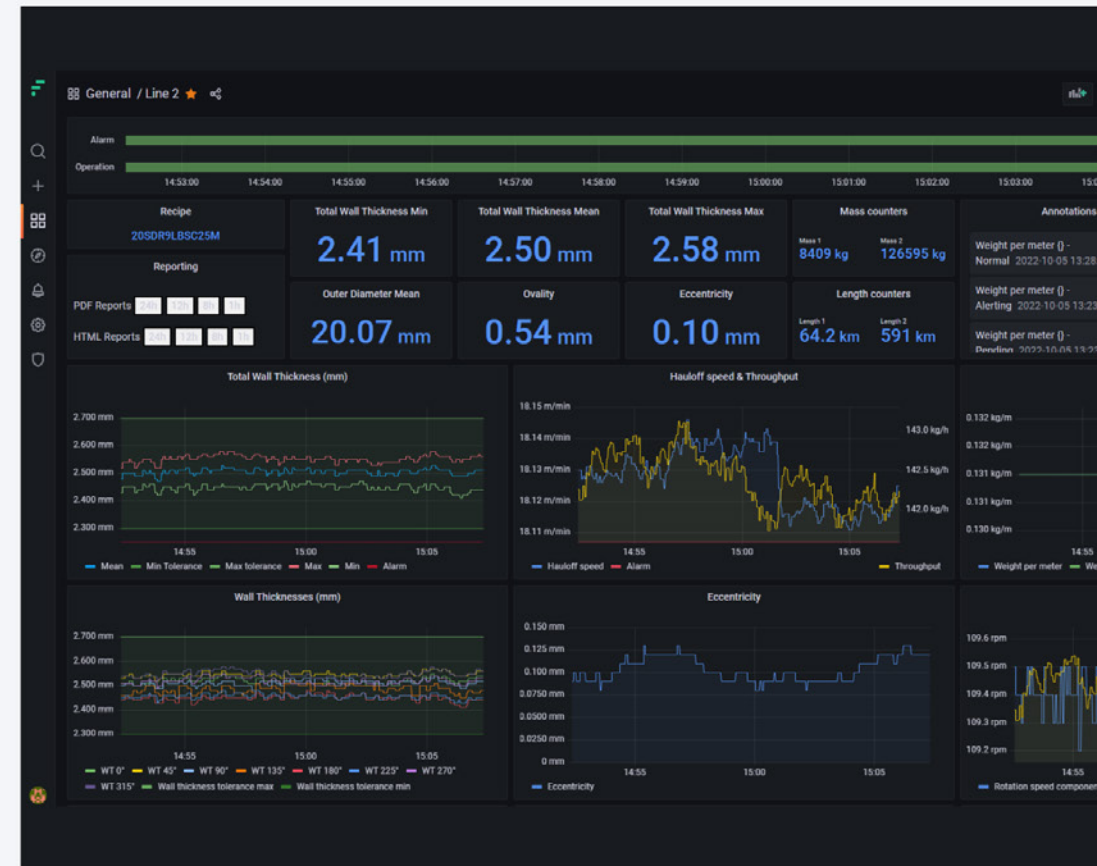 General / Line 2
Alarm
Operation
14:53:00 14:54:00 14:55:00 14:56:00 14:57:00 14:58:00 14:59:00 15:00:00 15:01:00 15:02:00 15:03:00
Recipe
20SDR9LBSC25M
Reporting
PDF Reports 24h 12h 8h 1h
HTML Reports 24h 12h 8h 1h
Total Wall Thickness Min
2.41 mm
Total Wall Thickness Mean
2.50 mm
Total Wall Thickness Max
2.58 mm
Mass counters
Mass 1 Mass 2
8409 kg 126595 kg
Outer Diameter Mean
20.07 mm
Ovality
0.54 mm
Eccentricity
0.10 mm
Length counters
Length 1 Length 2
64.2 km 591 km
Annotations
Weight per meter {} -
Normal 2022-10-05 13:28
Weight per meter {} -
Alerting 2022-10-05 13:23
Weight per meter {} -
Pending 2022-10-05 13:23
Total Wall Thickness (mm)
2.700 mm
2.600 mm
2.500 mm
2.400 mm
2.300 mm
14:55 15:00 15:05
Mean Min Tolerance Max tolerance Max Min Alarm
Hauloff speed & Throughput
18.15 m/min
18.14 m/min
18.13 m/min
18.12 m/min
18.11 m/min
143.0 kg/h
142.5 kg/h
142.0 kg/h
14:55 15:00 15:05
Hauloff speed Alarm Throughput
0.132 kg/m
0.132 kg/m
0.131 kg/m
0.131 kg/m
0.130 kg/m
14:55
Weight per meter We
Wall Thicknesses (mm)
2.700 mm
2.600 mm
2.500 mm
2.400 mm
2.300 mm
14:55 15:00 15:05
WT 0° WT 45° WT 90° WT 135° WT 180° WT 225° WT 270°
WT 315° Wall thickness tolerance max Wall thickness tolerance min
Eccentricity
0.150 mm
0.125 mm
0.100 mm
0.0750 mm
0.0500 mm
0.0250 mm
0 mm
14:55 15:00 15:05
Eccentricity
109.6 rpm
109.5 rpm
109.4 rpm
109.3 rpm
109.2 rpm
14:55
Rotation speed componen